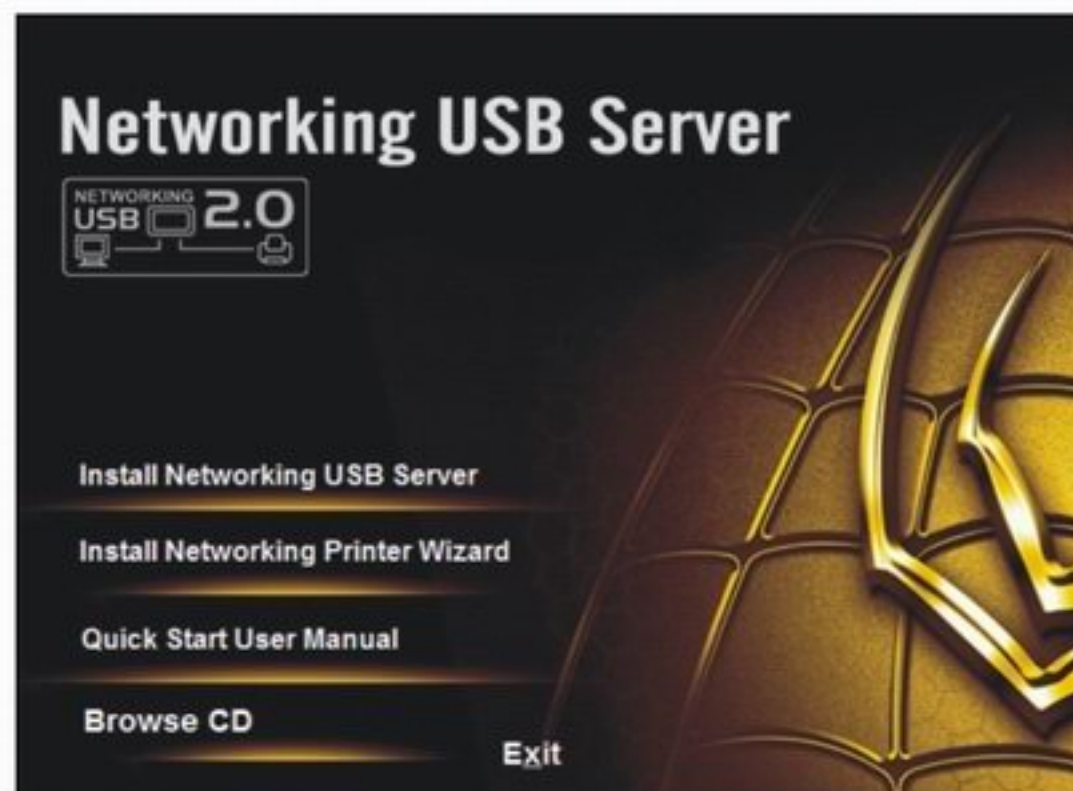 Networking USB Server
NETWORKING
USB 2.0
Install Networking USB Server
Install Networking Printer Wizard
Quick Start User Manual
Browse CD
Exit